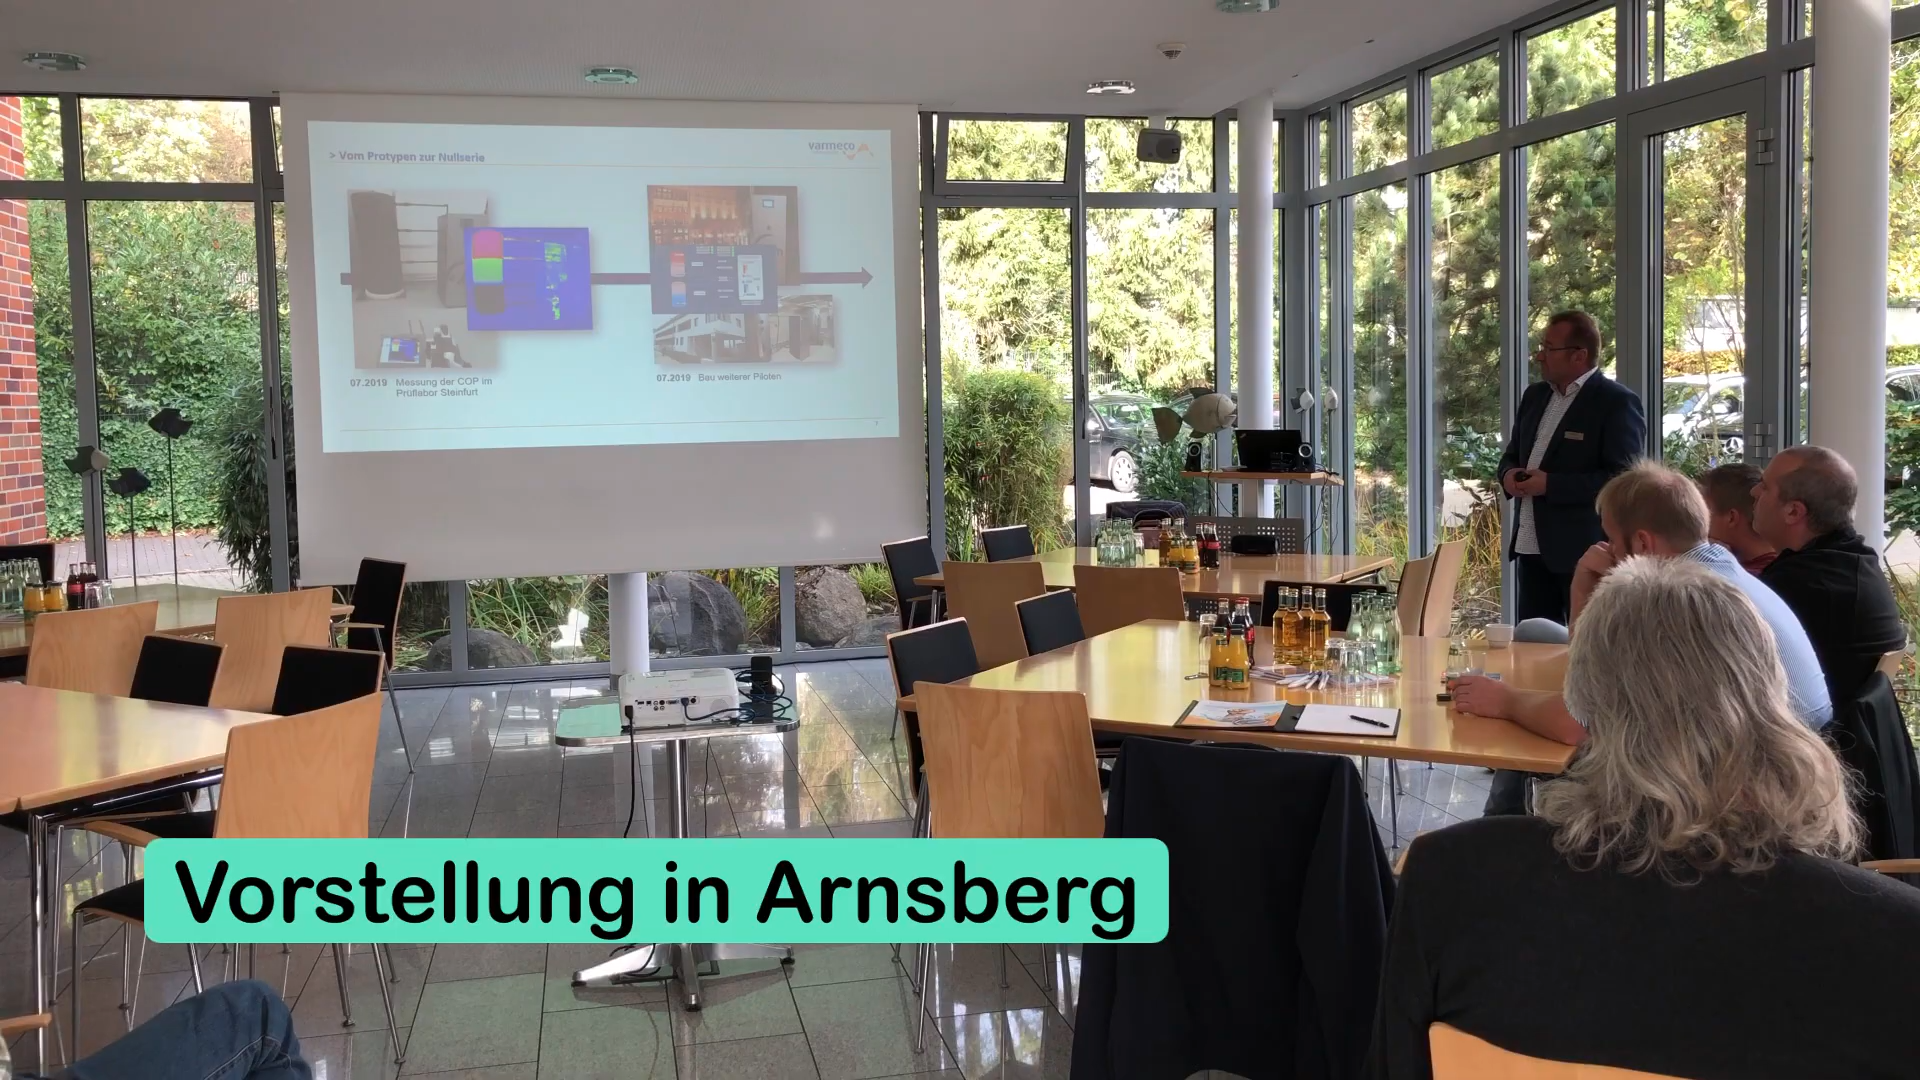 > Vom Protypen zur Nullserie
varmeco
07.2019 Messung der COP im
Prüflabor Steinfurt
07.2019 Bau weiterer Piloten
Vorstellung in Arnsberg